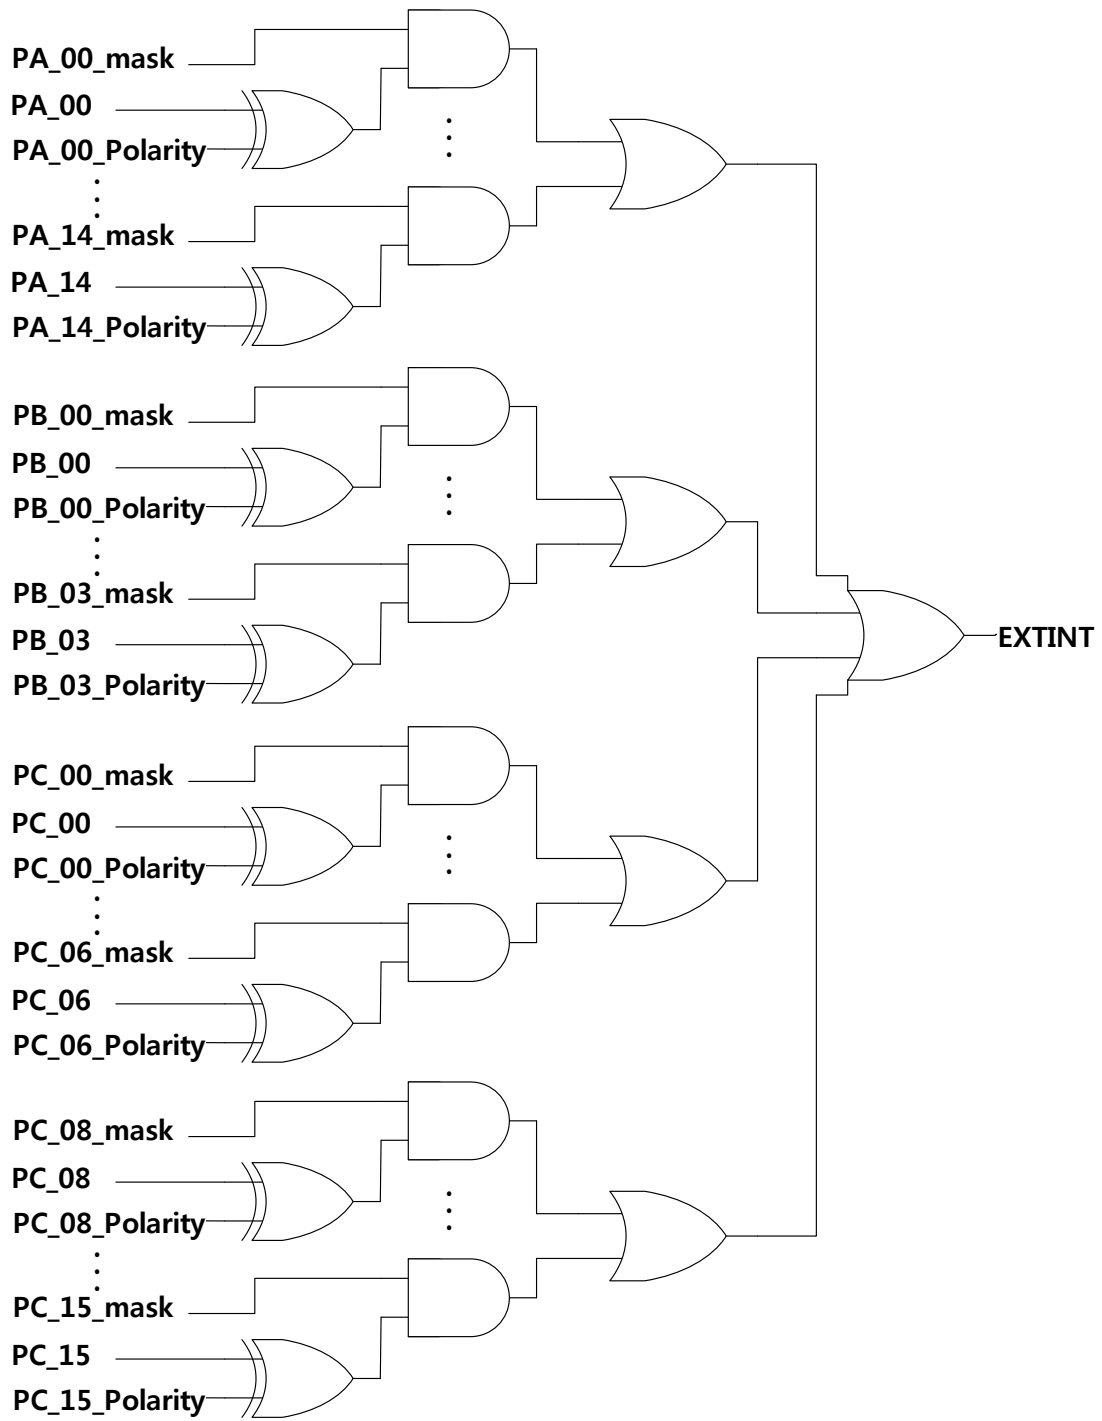 PA_00_mask
PA_00
PA_00_Polarity
PA_14_mask
PA_14
PA_14_Polarity
PB_00_mask
PB_00
PB_00_Polarity
PB_03_mask
PB_03
PB_03_Polarity
EXTINT
PC_00_mask
PC_00
PC_00_Polarity
PC_06_mask
PC_06
PC_06_Polarity
PC_08_mask
PC_08
PC_08_Polarity
PC_15_mask
PC_15
PC_15_Polarity